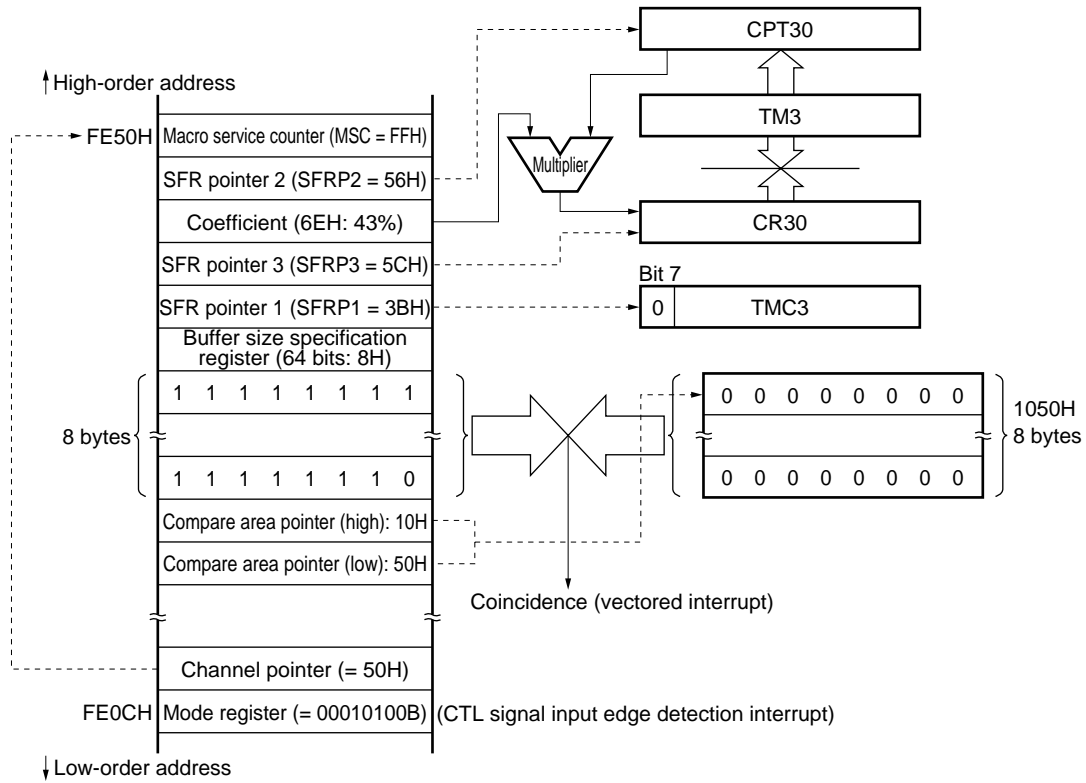 CPT30
↑ High-order address
FE50H
Macro service counter (MSC = FFH)
TM3
SFR pointer 2 (SFRP2 = 56H)
Multiplier
Coefficient (6EH: 43%)
CR30
SFR pointer 3 (SFRP3 = 5CH)
Bit 7
SFR pointer 1 (SFRP1 = 3BH)
0
TMC3
Buffer size specification
register (64 bits: 8H)
1 1 1 1 1 1 1 1
0 0 0 0 0 0 0 0
8 bytes
1050H
8 bytes
1 1 1 1 1 1 1 0
0 0 0 0 0 0 0 0
Compare area pointer (high): 10H
Compare area pointer (low): 50H
Coincidence (vectored interrupt)
Channel pointer (= 50H)
FE0CH
Mode register (= 00010100B)
(CTL signal input edge detection interrupt)
↓ Low-order address